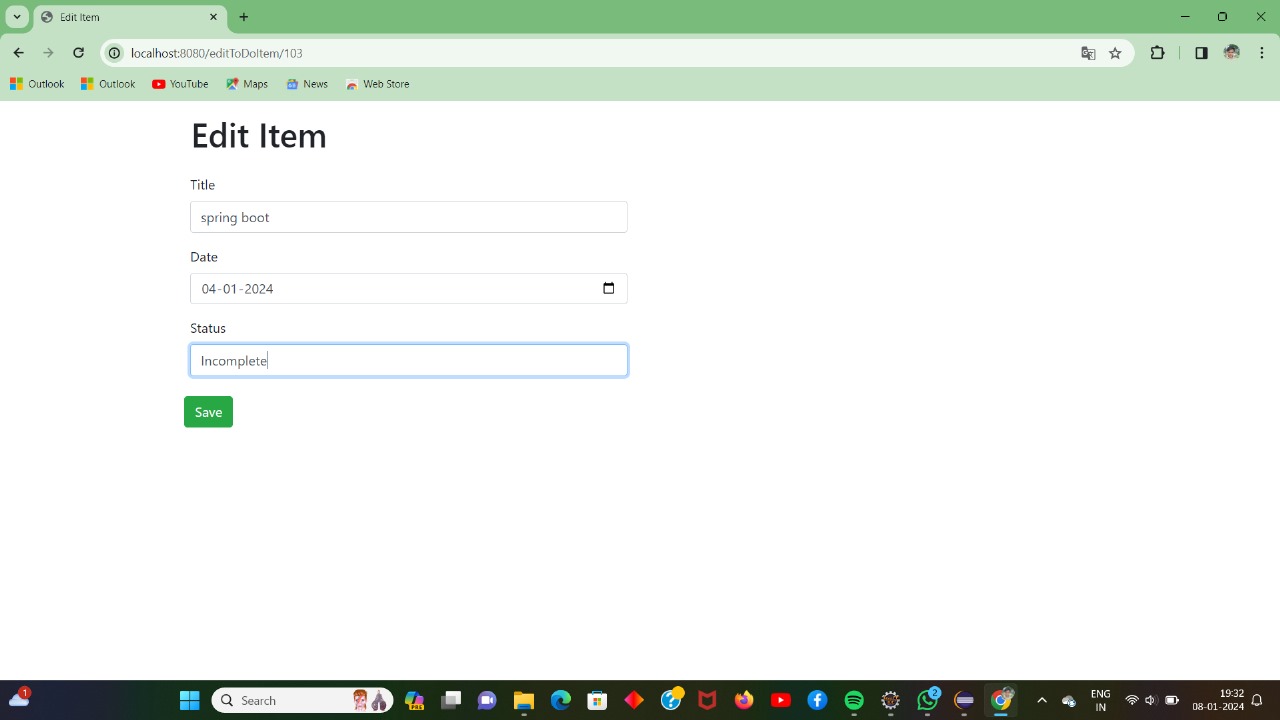 Edit Item
localhost:8080/editToDoItem/103
Outlook Outlook YouTube Maps News Web Store
Edit Item
Title
spring boot
Date
04-01-2024
Status
Incomplete
Save
1
Search
PRE
2
ENG
IN
19:32
08-01-2024